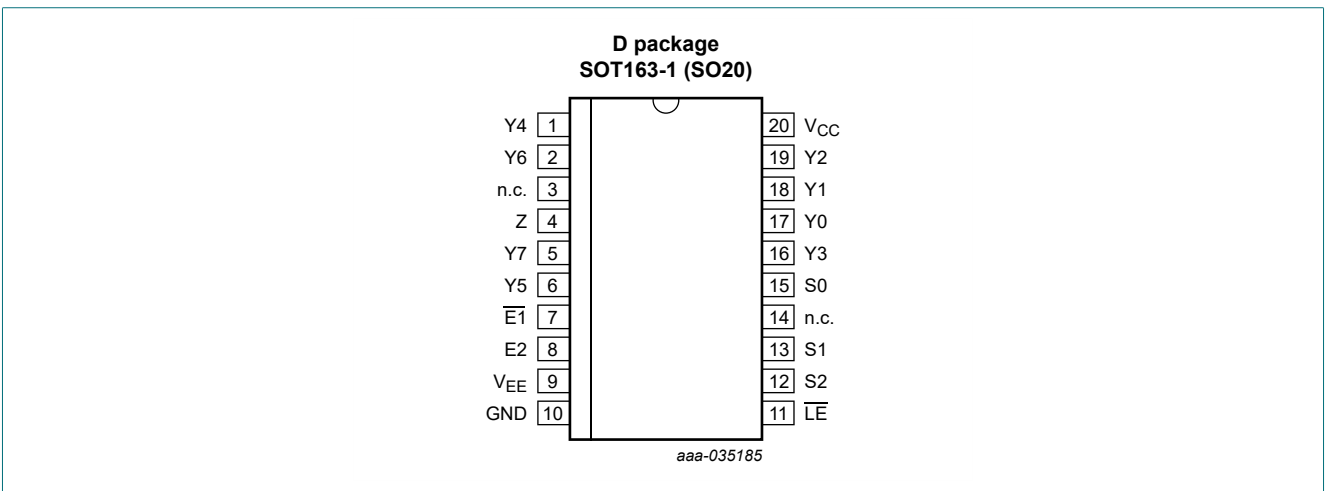 D package
SOT163-1 (SO20)
Y4 1 20 VCC
Y6 2 19 Y2
n.c. 3 18 Y1
Z 4 17 Y0
Y7 5 16 Y3
Y5 6 15 S0
E1 7 14 n.c.
E2 8 13 S1
VEE 9 12 S2
GND 10 11 LE
aaa-035185